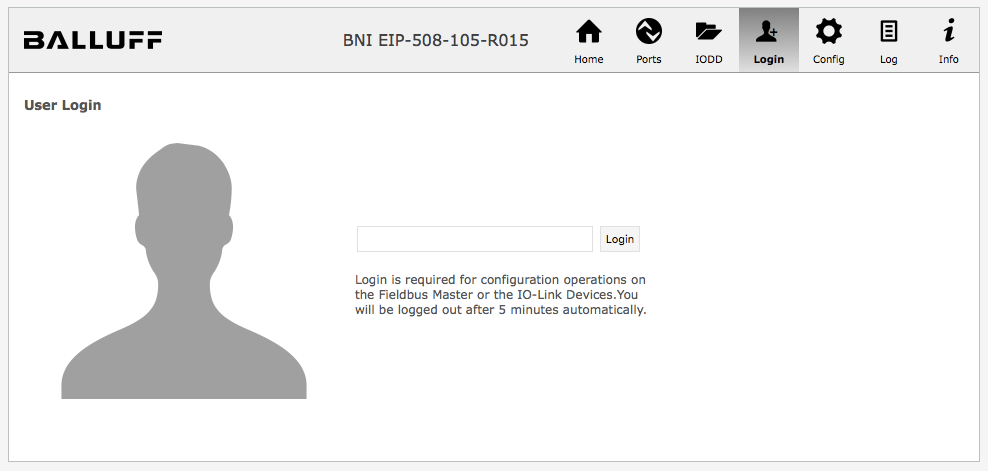 BALLUFF
BNI EIP-508-105-R015
Home
Ports
IODD
Login
Config
Log
Info
User Login
Login
Login is required for configuration operations on
the Fieldbus Master or the IO-Link Devices.You
will be logged out after 5 minutes automatically.